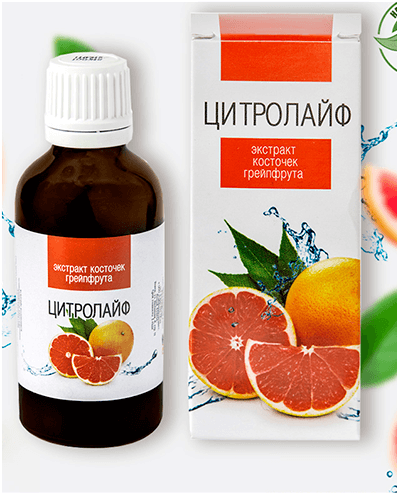 ЦИТРОЛАЙФ
экстракт
косточек
грейпфрута
экстракт косточек
грейпфрута
ЦИТРОЛАЙФ